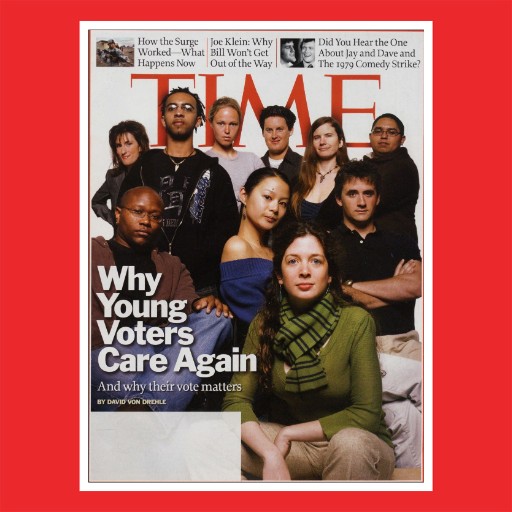 How the Surge
Worked—What
Happens Now
Joe Klein: Why
Bill Won't Get
Out of the Way
Did You Hear the One
About Jay and Dave and
The 1979 Comedy Strike?
TIME
Why
Young
Voters
Care Again
And why their vote matters
BY DAVID VON DREHLE